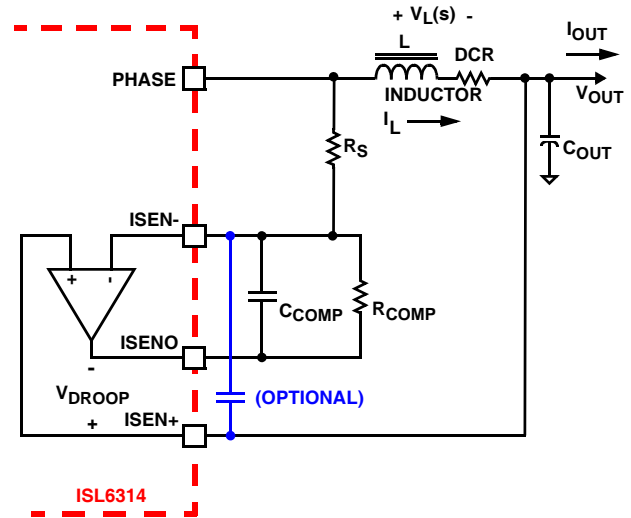 + VL(s) -
IOUT
L
DCR
PHASE
INDUCTOR
VOUT
IL
RS
COUT
ISEN-
+ -
CCOMP
RCOMP
ISENO
-
VDROOP
(OPTIONAL)
+
ISEN+
ISL6314